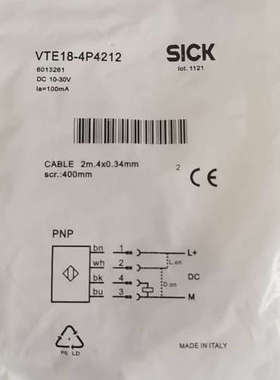 VTE18-4P4212
SICK
6013261
lot. 1121
DC 10-30V
Ia=100mA
CABLE 2m.4x0.34mm
scr.:400mm
2
CE
PNP
bn 1 L+
wh 2 L.on
DC
bk 4 D.on
bu 3 M
PE LD
MADE IN ITALY